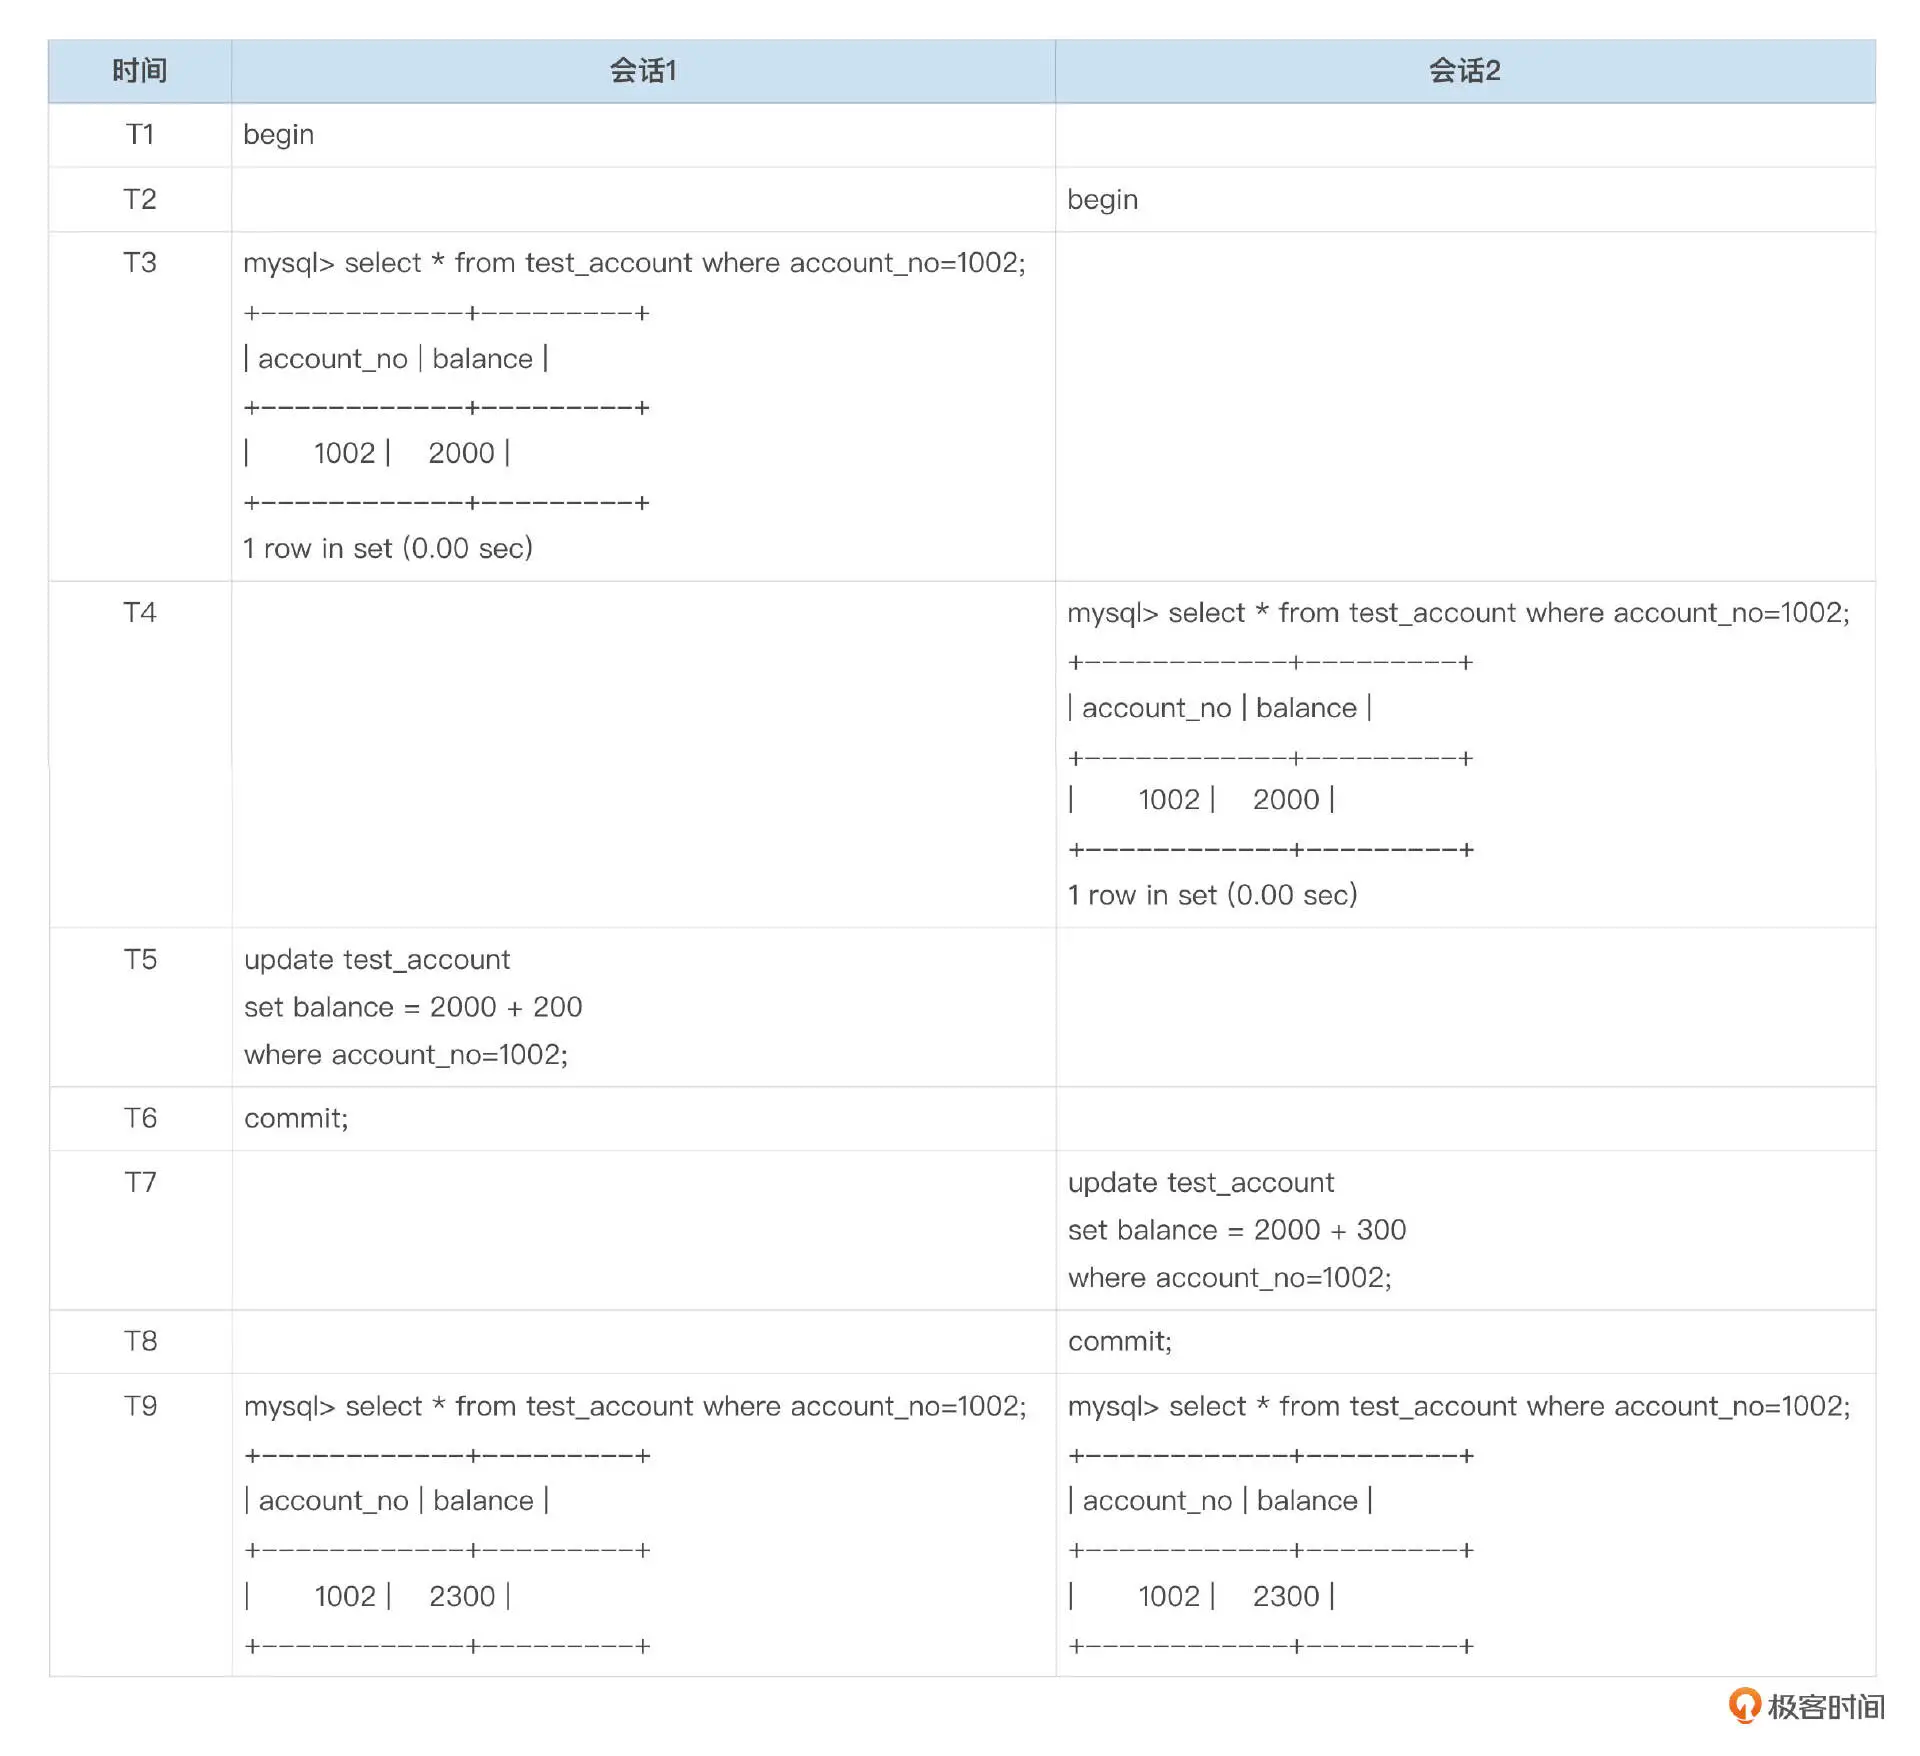 时间 会话1 会话2
T1 begin
T2 begin
T3 mysql> select * from test_account where account_no=1002;
+------------+---------+
| account_no | balance |
+------------+---------+
| 1002 | 2000 |
+------------+---------+
1 row in set (0.00 sec)
T4 mysql> select * from test_account where account_no=1002;
+------------+---------+
| account_no | balance |
+------------+---------+
| 1002 | 2000 |
+------------+---------+
1 row in set (0.00 sec)
T5 update test_account
set balance = 2000 + 200
where account_no=1002;
T6 commit;
T7 update test_account
set balance = 2000 + 300
where account_no=1002;
T8 commit;
T9 mysql> select * from test_account where account_no=1002; mysql> select * from test_account where account_no=1002;
+------------+---------+ +------------+---------+
| account_no | balance | | account_no | balance |
+------------+---------+ +------------+---------+
| 1002 | 2300 | | 1002 | 2300 |
+------------+---------+ +------------+---------+
极客时间